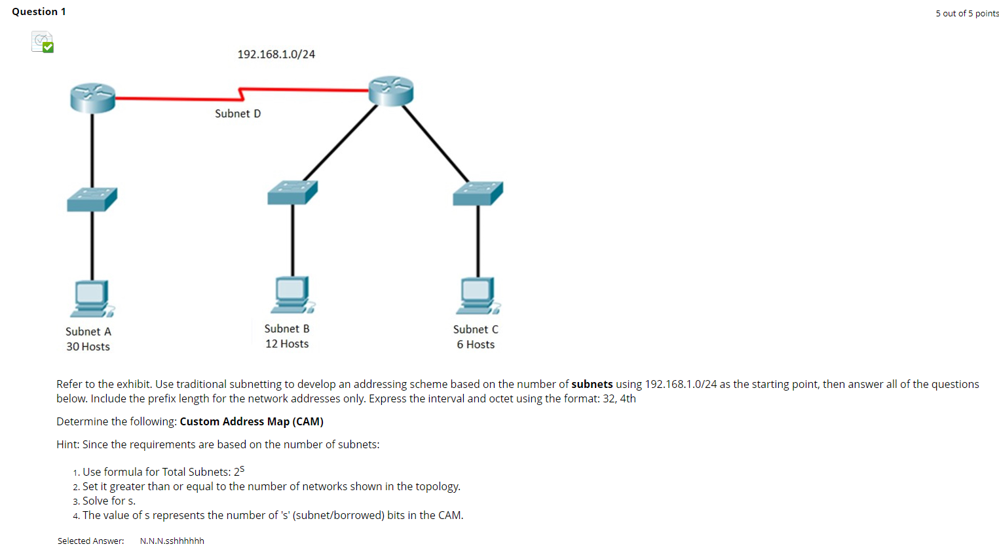 Question 1
5 out of 5 points
192.168.1.0/24
Subnet D
Subnet A
30 Hosts
Subnet B
12 Hosts
Subnet C
6 Hosts
Refer to the exhibit. Use traditional subnetting to develop an addressing scheme based on the number of subnets using 192.168.1.0/24 as the starting point, then answer all of the questions
below. Include the prefix length for the network addresses only. Express the interval and octet using the format: 32, 4th
Determine the following: Custom Address Map (CAM)
Hint: Since the requirements are based on the number of subnets:
1. Use formula for Total Subnets: 2ˢ
2. Set it greater than or equal to the number of networks shown in the topology.
3. Solve for s.
4. The value of s represents the number of 's' (subnet/borrowed) bits in the CAM.
Selected Answer: N.N.N.sshhhhhh